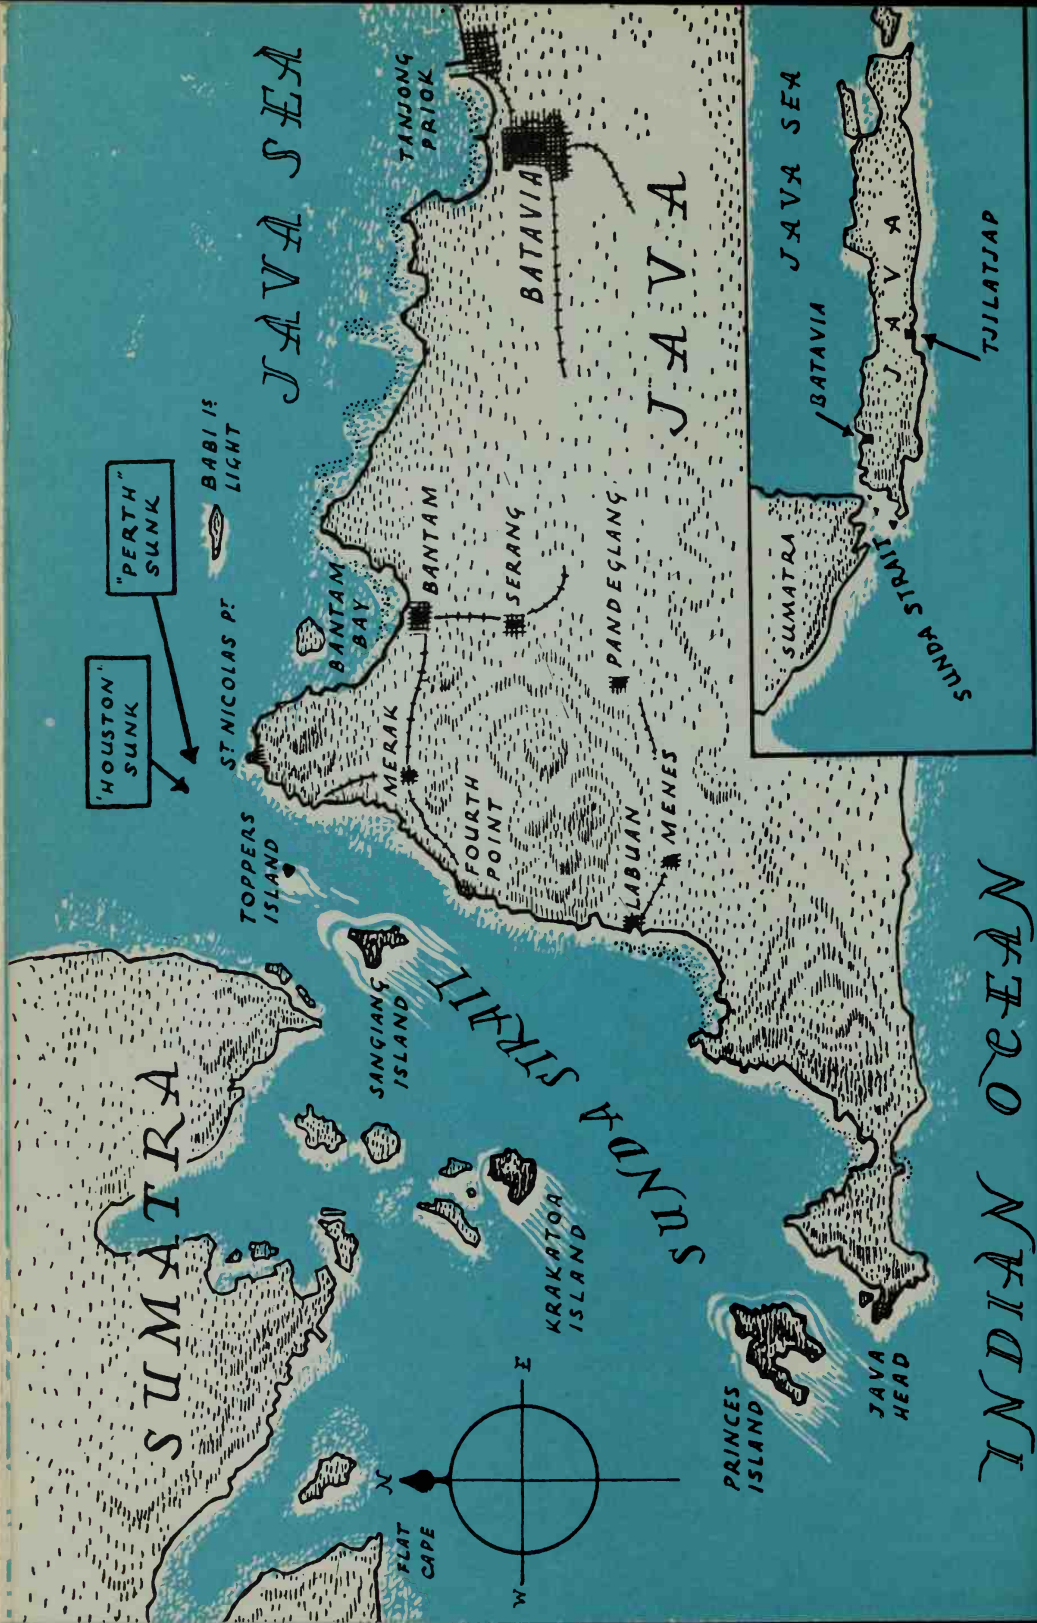 JAVA SEA
"PERTH"
SUNK
'HOUSTON'
SUNK
BABI IS
LIGHT
ST NICOLAS PT.
TANJONG
PRIOK
BATAVIA
JAVA
BANTAM
BAY
BANTAM
SERANG
PANDEGLANG
MERAK
FOURTH
POINT
LABUAN
MENES
TOPPERS
ISLAND
SANGIANG
ISLAND
SUMATRA
SUNDA STRAIT
KRAKATOA
ISLAND
PRINCES
ISLAND
JAVA
HEAD
FLAT
CAPE
N
W
E
INDIAN OCEAN
JAVA SEA
BATAVIA
SUMATRA
JAVA
SUNDA STRAIT
TJILATJAP